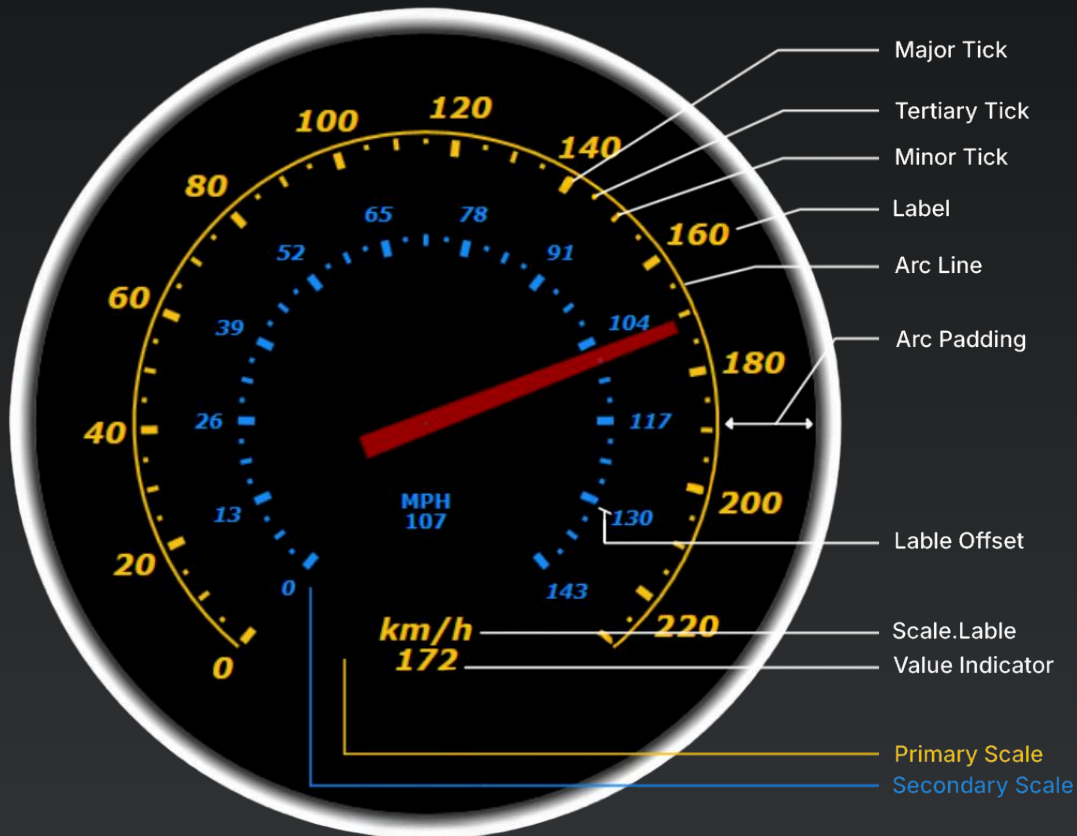 Major Tick
120
100
Tertiary Tick
140
Minor Tick
80
Label
65
78
160
52
91
Arc Line
60
104
39
Arc Padding
180
26
117
40
MPH
200
13
130
107
Lable Offset
20
0
143
220
km/h
Scale.Lable
172
Value Indicator
0
Primary Scale
Secondary Scale